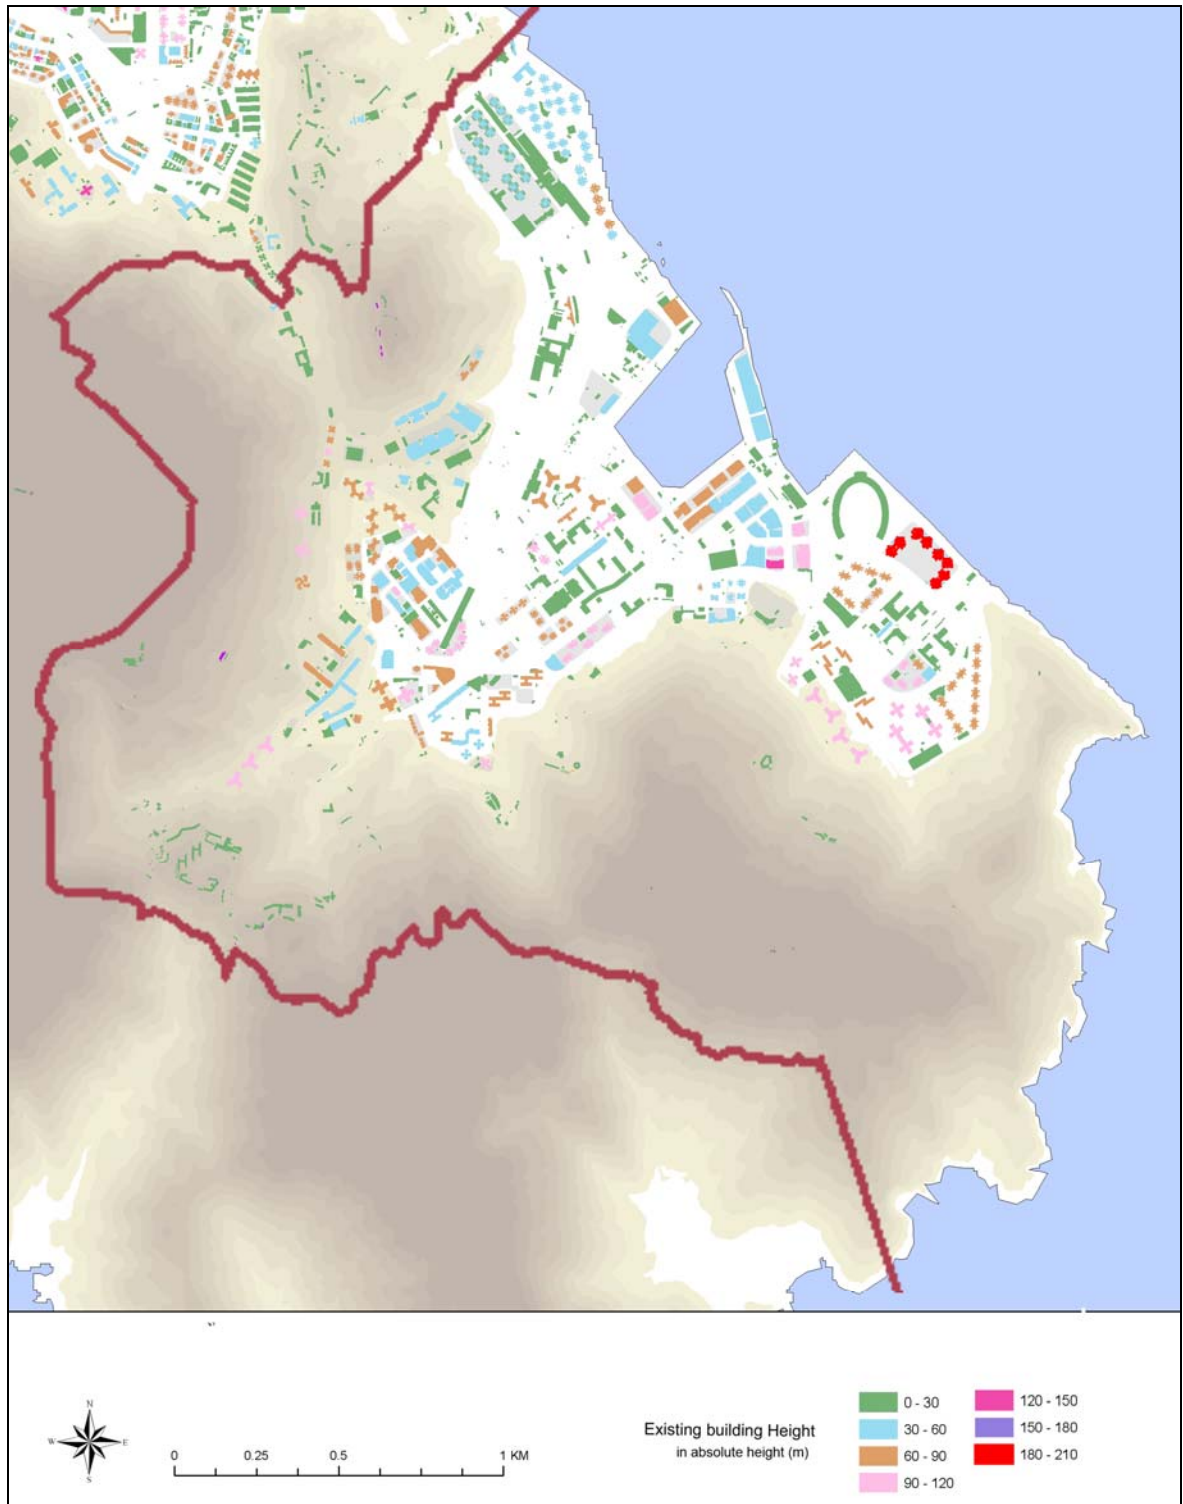 N
W E
S
0 0.25 0.5 1 KM
Existing building Height
in absolute height (m)
0 - 30
30 - 60
60 - 90
90 - 120
120 - 150
150 - 180
180 - 210